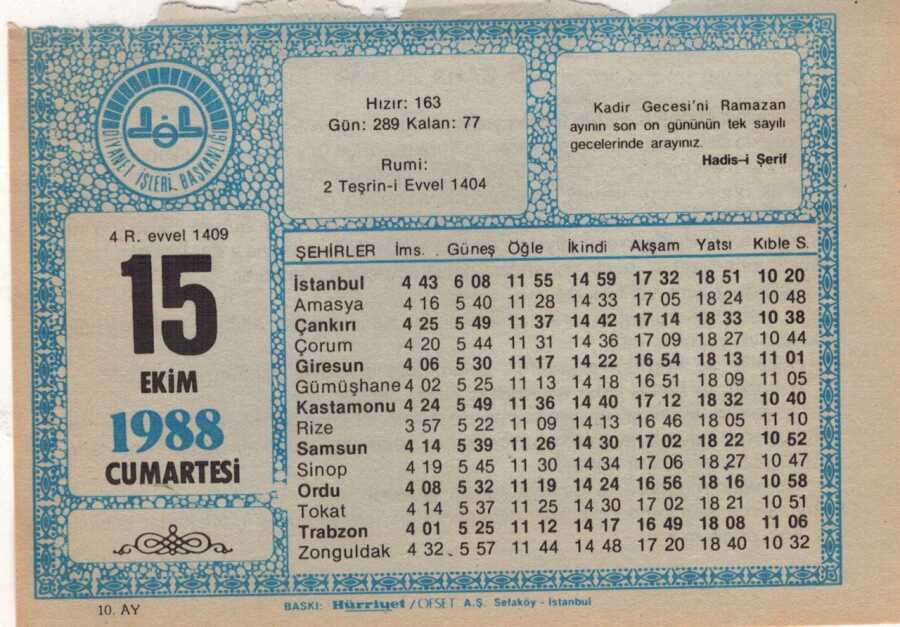 DİYANET İŞLERİ BAŞKANLIĞI
Hızır: 163
Gün: 289 Kalan: 77
Rumi:
2 Teşrin-i Evvel 1404
Kadir Gecesi'ni Ramazan
ayının son on gününün tek sayılı
gecelerinde arayınız.
Hadis-i Şerif
4 R. evvel 1409
15
EKİM
1988
CUMARTESİ
ŞEHİRLER İms. Güneş Öğle İkindi Akşam Yatsı Kıble S.
İstanbul 4 43 6 08 11 55 14 59 17 32 18 51 10 20
Amasya 4 16 5 40 11 28 14 33 17 05 18 24 10 48
Çankırı 4 25 5 49 11 37 14 42 17 14 18 33 10 38
Çorum 4 20 5 44 11 31 14 36 17 09 18 27 10 44
Giresun 4 06 5 30 11 17 14 22 16 54 18 13 11 01
Gümüşhane 4 02 5 25 11 13 14 18 16 51 18 09 11 05
Kastamonu 4 24 5 49 11 36 14 40 17 12 18 32 10 40
Rize 3 57 5 22 11 09 14 13 16 46 18 05 11 10
Samsun 4 14 5 39 11 26 14 30 17 02 18 22 10 52
Sinop 4 19 5 45 11 30 14 34 17 06 18 27 10 47
Ordu 4 08 5 32 11 19 14 24 16 56 18 16 10 58
Tokat 4 14 5 37 11 25 14 30 17 02 18 21 10 51
Trabzon 4 01 5 25 11 12 14 17 16 49 18 08 11 06
Zonguldak 4 32 5 57 11 44 14 48 17 20 18 40 10 32
10. AY
BASKI: Hürriyet / OFSET A.Ş. Sefaköy - İstanbul